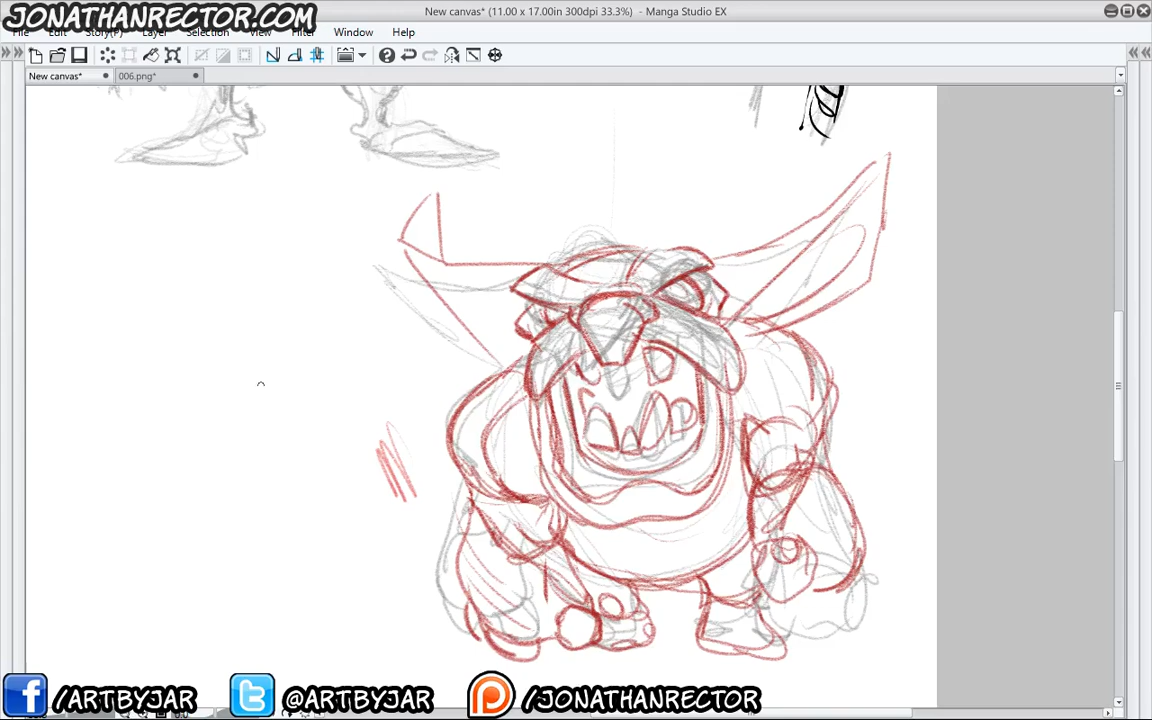 JONATHANRECTOR.COM
New canvas* (11.00 x 17.00in 300dpi 33.3%) - Manga Studio EX
File Edit Story(P) Layer Selection View Filter Window Help
New canvas* 006.png*
/ARTBYJAR @ARTBYJAR /JONATHANRECTOR